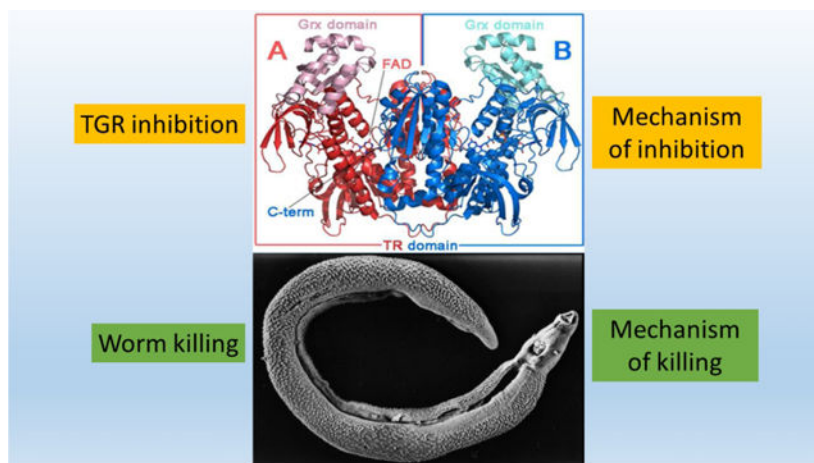 Grx domain
Grx domain
A
B
FAD
TGR inhibition
Mechanism
of inhibition
C-term
TR domain
Worm killing
Mechanism
of killing